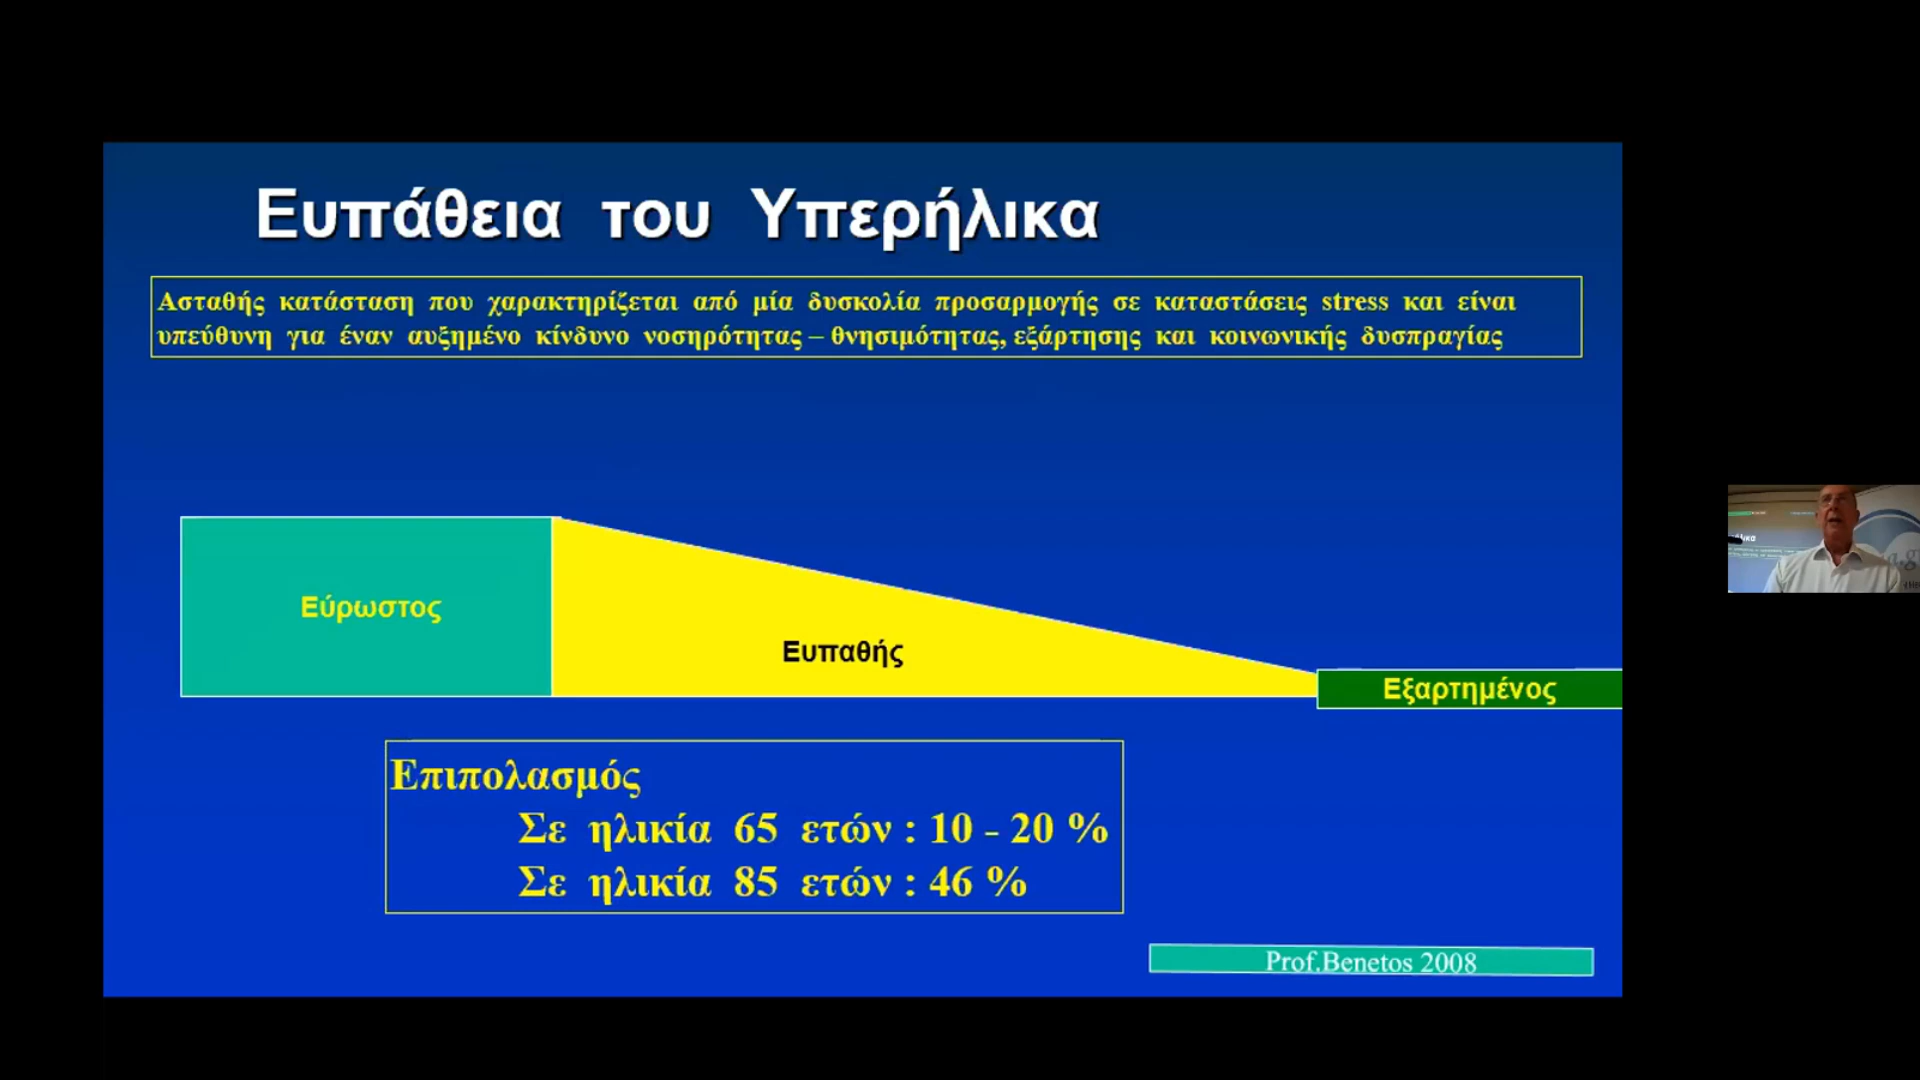 Ευπάθεια του Υπερήλικα
Ασταθής κατάσταση που χαρακτηρίζεται από μία δυσκολία προσαρμογής σε καταστάσεις stress και είναι
υπεύθυνη για έναν αυξημένο κίνδυνο νοσηρότητας – θνησιμότητας, εξάρτησης και κοινωνικής δυσπραγίας
Εύρωστος
Ευπαθής
Εξαρτημένος
Επιπολασμός
Σε ηλικία 65 ετών : 10 - 20 %
Σε ηλικία 85 ετών : 46 %
Prof.Benetos 2008